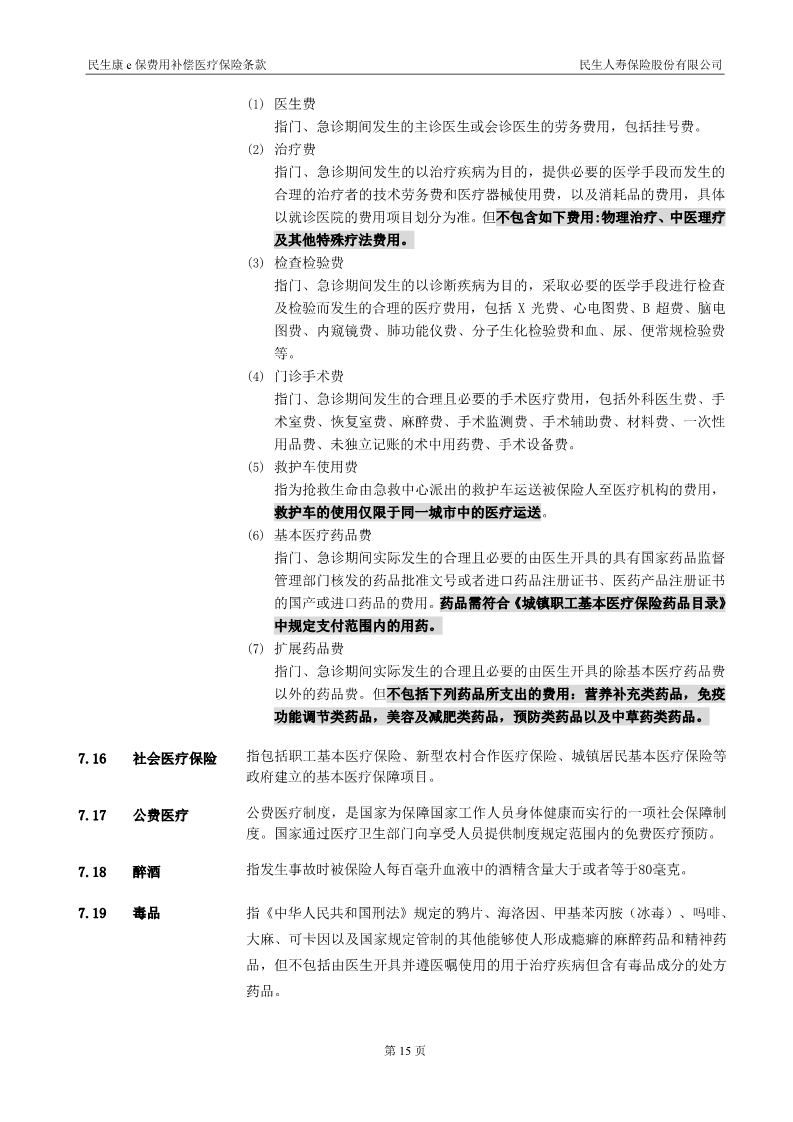 民生康 e 保费用补偿医疗保险条款 民生人寿保险股份有限公司
(1) 医生费
指门、急诊期间发生的主诊医生或会诊医生的劳务费用，包括挂号费。
(2) 治疗费
指门、急诊期间发生的以治疗疾病为目的，提供必要的医学手段而发生的
合理的治疗者的技术劳务费和医疗器械使用费，以及消耗品的费用，具体
以就诊医院的费用项目划分为准。但不包含如下费用:物理治疗、中医理疗
及其他特殊疗法费用。
(3) 检查检验费
指门、急诊期间发生的以诊断疾病为目的，采取必要的医学手段进行检查
及检验而发生的合理的医疗费用，包括 X 光费、心电图费、B 超费、脑电
图费、内窥镜费、肺功能仪费、分子生化检验费和血、尿、便常规检验费
等。
(4) 门诊手术费
指门、急诊期间发生的合理且必要的手术医疗费用，包括外科医生费、手
术室费、恢复室费、麻醉费、手术监测费、手术辅助费、材料费、一次性
用品费、未独立记账的术中用药费、手术设备费。
(5) 救护车使用费
指为抢救生命由急救中心派出的救护车运送被保险人至医疗机构的费用，
救护车的使用仅限于同一城市中的医疗运送。
(6) 基本医疗药品费
指门、急诊期间实际发生的合理且必要的由医生开具的具有国家药品监督
管理部门核发的药品批准文号或者进口药品注册证书、医药产品注册证书
的国产或进口药品的费用。药品需符合《城镇职工基本医疗保险药品目录》
中规定支付范围内的用药。
(7) 扩展药品费
指门、急诊期间实际发生的合理且必要的由医生开具的除基本医疗药品费
以外的药品费。但不包括下列药品所支出的费用：营养补充类药品，免疫
功能调节类药品，美容及减肥类药品，预防类药品以及中草药类药品。
7.16 社会医疗保险 指包括职工基本医疗保险、新型农村合作医疗保险、城镇居民基本医疗保险等
政府建立的基本医疗保障项目。
7.17 公费医疗 公费医疗制度，是国家为保障国家工作人员身体健康而实行的一项社会保障制
度。国家通过医疗卫生部门向享受人员提供制度规定范围内的免费医疗预防。
7.18 醉酒 指发生事故时被保险人每百毫升血液中的酒精含量大于或者等于80毫克。
7.19 毒品 指《中华人民共和国刑法》规定的鸦片、海洛因、甲基苯丙胺（冰毒）、吗啡、
大麻、可卡因以及国家规定管制的其他能够使人形成瘾癖的麻醉药品和精神药
品，但不包括由医生开具并遵医嘱使用的用于治疗疾病但含有毒品成分的处方
药品。
第 15 页